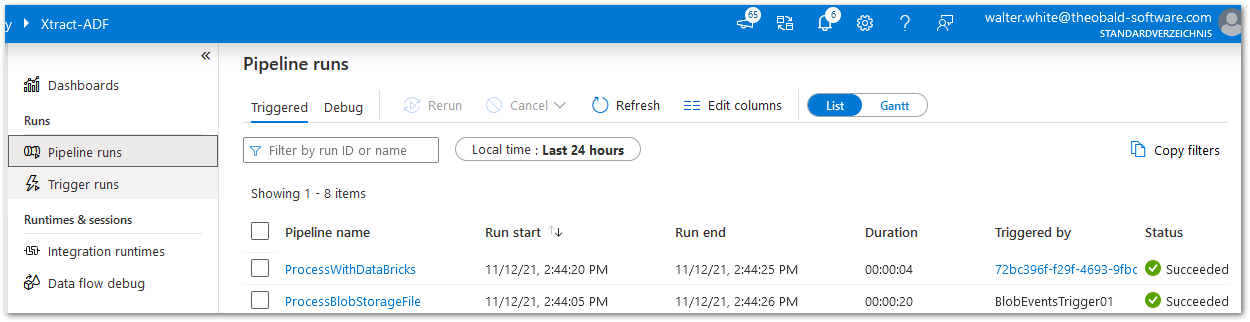 y ▸ Xtract-ADF 65 6 walter.white@theobald-software.com
STANDARDVERZEICHNIS
«
Pipeline runs
Dashboards
Triggered Debug Rerun Cancel Refresh Edit columns List Gantt
Runs
Pipeline runs
Filter by run ID or name Local time : Last 24 hours Copy filters
Trigger runs
Showing 1 - 8 items
Runtimes & sessions
Pipeline name Run start ↑↓ Run end Duration Triggered by Status
Integration runtimes
ProcessWithDataBricks 11/12/21, 2:44:20 PM 11/12/21, 2:44:25 PM 00:00:04 72bc396f-f29f-4693-9fbc Succeeded
Data flow debug
ProcessBlobStorageFile 11/12/21, 2:44:05 PM 11/12/21, 2:44:26 PM 00:00:20 BlobEventsTrigger01 Succeeded